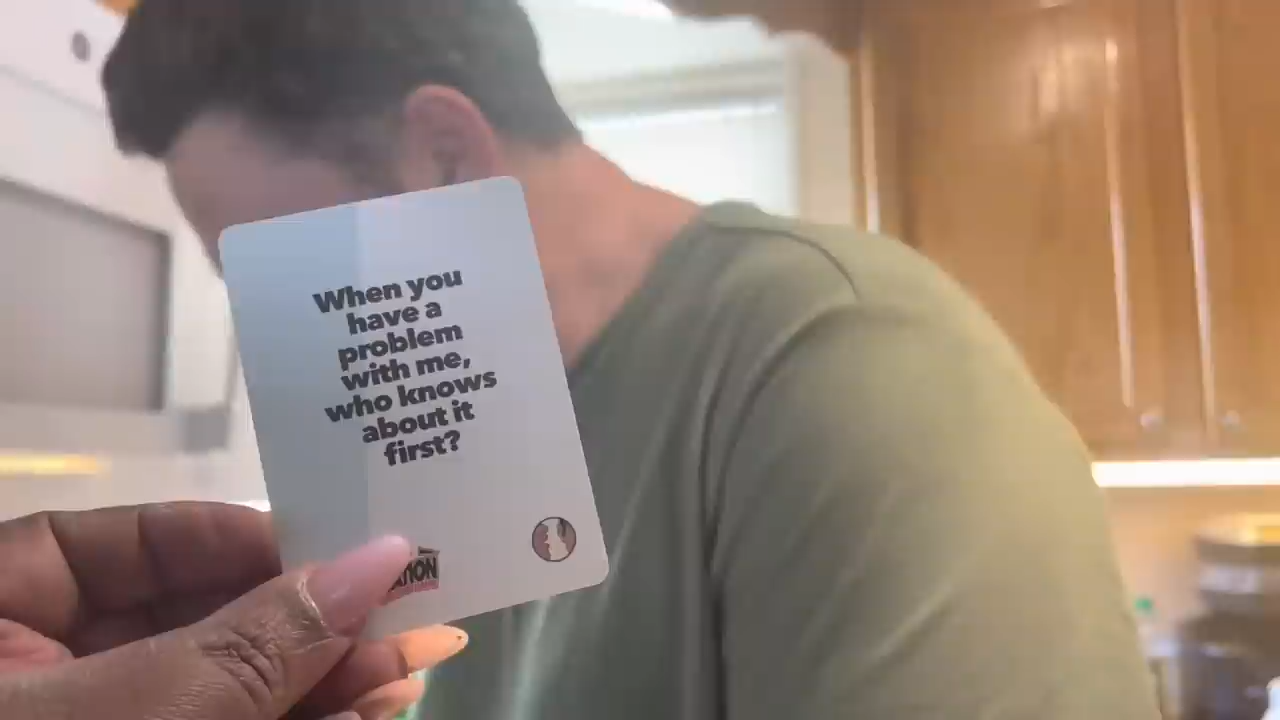 When you
have a
problem
with me,
who knows
about it
first?